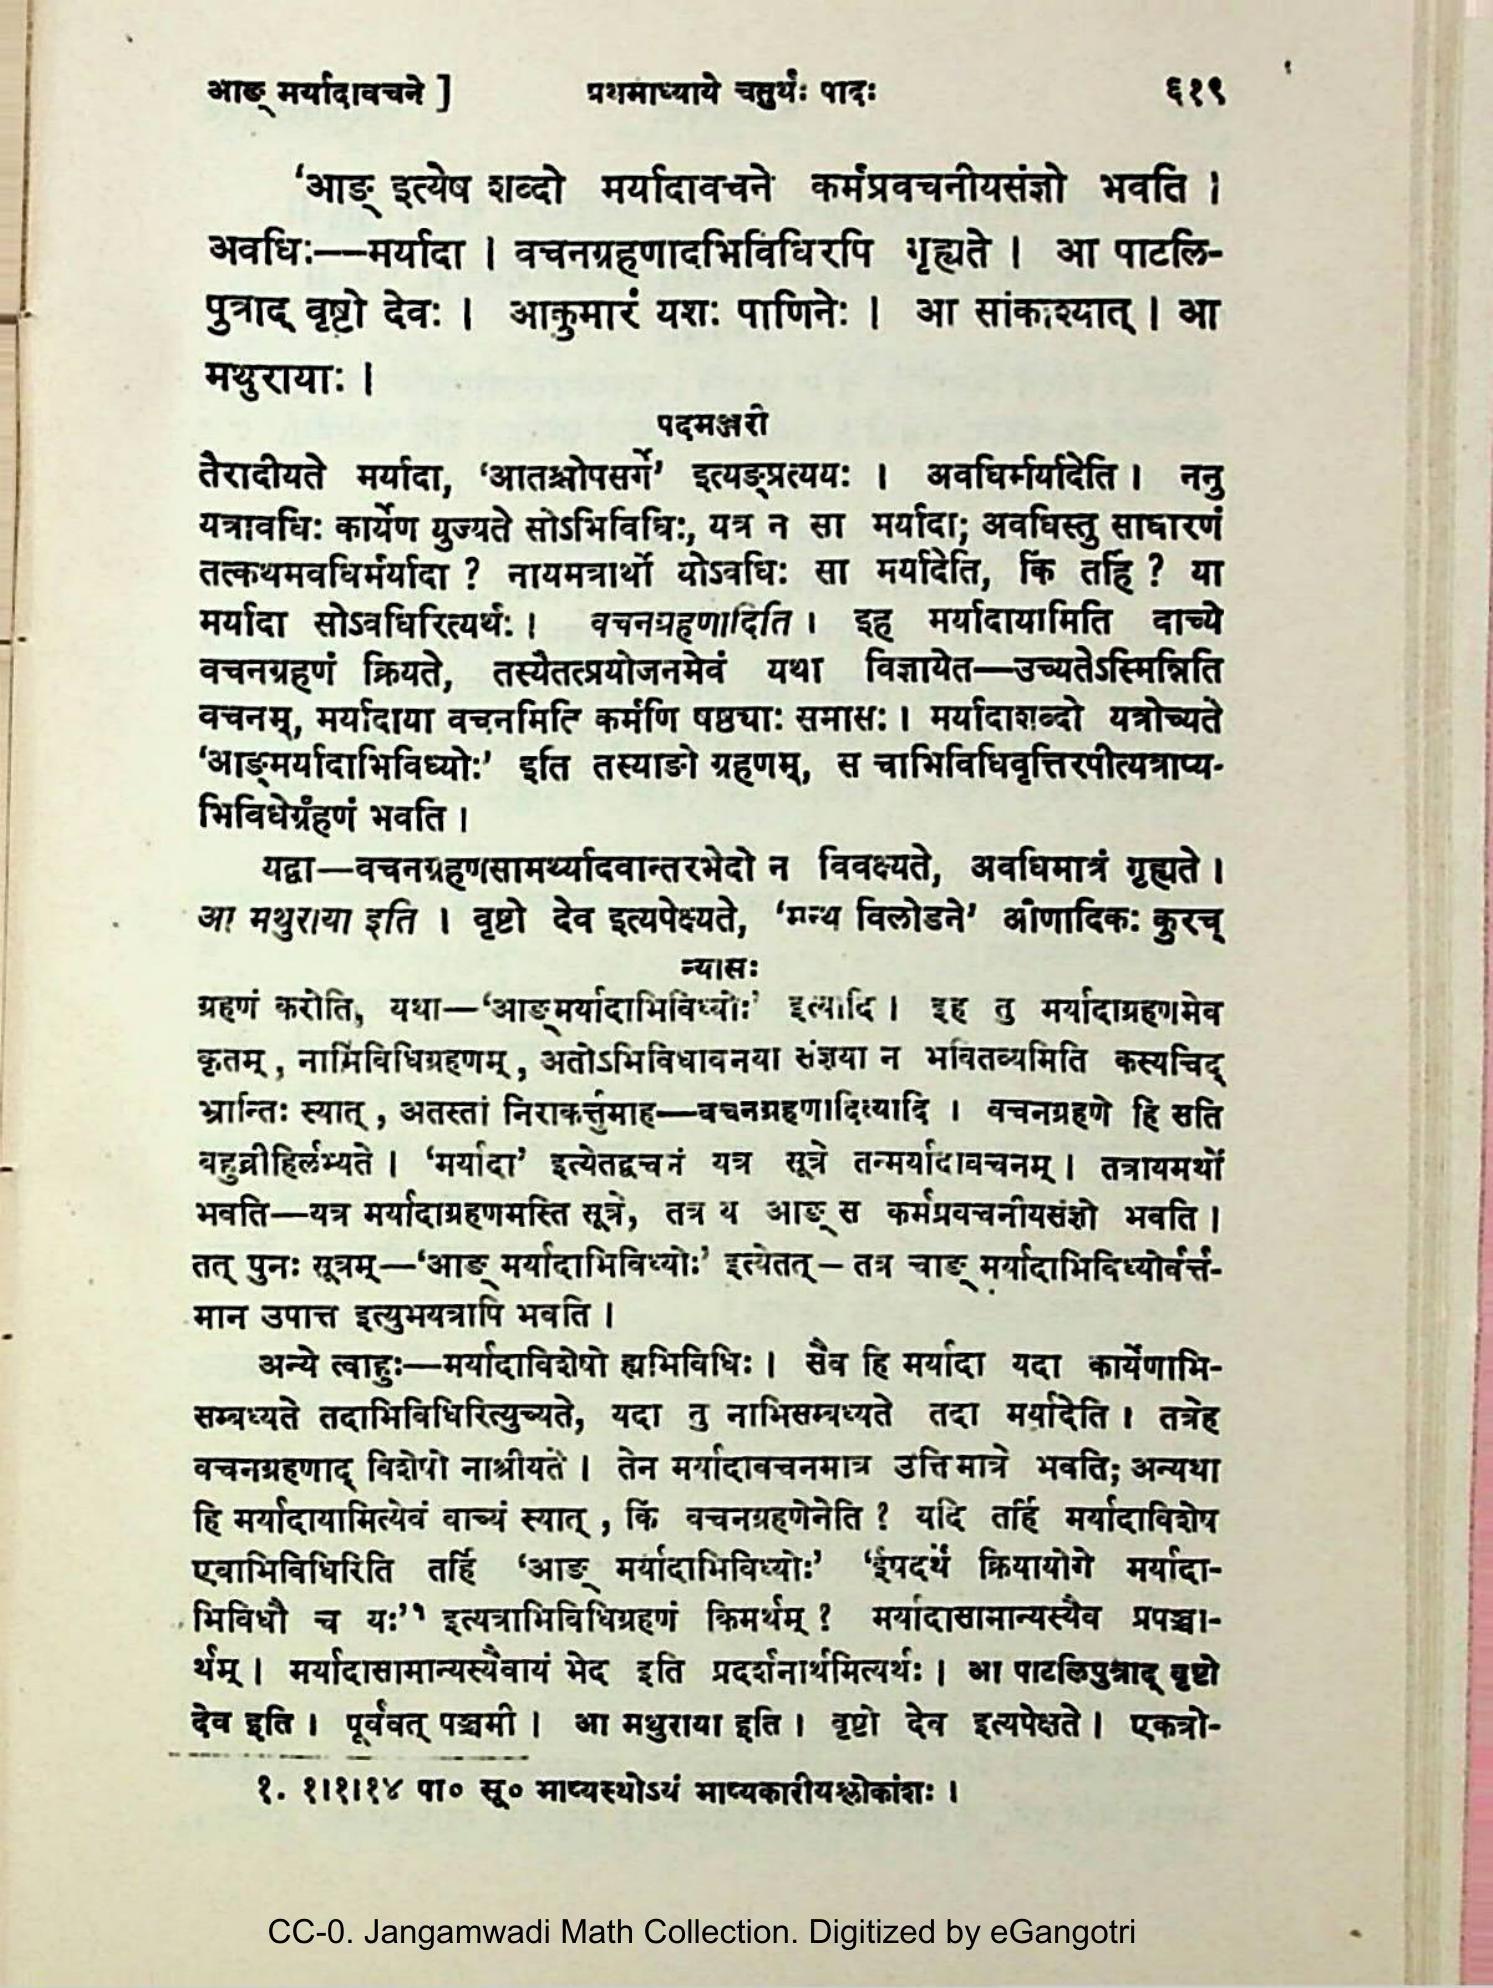 आङ् मर्यादावचने ] प्रथमाध्याये चतुर्थः पादः ६१९
‘आङ् इत्येष शब्दो मर्यादावचने कर्मप्रवचनीयसंज्ञो भवति ।
अवधिः——मर्यादा । वचनग्रहणादभिविधिरपि गृह्यते । आ पाटलि-
पुत्राद् वृष्टो देवः । आकुमारं यशः पाणिनेः । आ सांकाश्यात् । आ
मथुरायाः ।
पदमञ्जरी
तैरादीयते मर्यादा, ‘आतश्चोपसर्गे’ इत्यङ्प्रत्ययः । अवधिर्मर्यादेति । ननु
यत्रावधिः कार्येण युज्यते सोऽभिविधिः, यत्र न सा मर्यादा; अवधिस्तु साधारणं
तत्कथमवधिर्मर्यादा ? नायमत्रार्थो योऽवधिः सा मर्यादेति, किं तर्हि ? या
मर्यादा सोऽवधिरित्यर्थः । वचनग्रहणादिति । इह मर्यादायामिति वाच्ये
वचनग्रहणं क्रियते, तस्यैतत्प्रयोजनमेवं यथा विज्ञायेत—उच्यतेऽस्मिन्निति
वचनम्, मर्यादाया वचनमिति कर्मणि षष्ठ्याः समासः । मर्यादाशब्दो यत्रोच्यते
‘आङ्मर्यादाभिविध्योः’ इति तस्याङो ग्रहणम्, स चाभिविधिवृत्तिरपीत्यत्राप्य-
भिविधेर्ग्रहणं भवति ।
यद्वा—वचनग्रहणसामर्थ्यादवान्तरभेदो न विवक्ष्यते, अवधिमात्रं गृह्यते ।
आ मथुराया इति । वृष्टो देव इत्यपेक्ष्यते, ‘मन्थ विलोडने’ औणादिकः कुरच्
न्यासः
ग्रहणं करोति, यथा—‘आङ्मर्यादाभिविध्योः’ इत्यादि । इह तु मर्यादाग्रहणमेव
कृतम्, नाभिविधिग्रहणम्, अतोऽभिविधावनया संज्ञया न भवितव्यमिति कस्यचिद्
भ्रान्तिः स्यात्, अतस्तां निराकर्त्तुमाह—वचनग्रहणादित्यादि । वचनग्रहणे हि सति
बहुव्रीहिर्लभ्यते । ‘मर्यादा’ इत्येतद्वचनं यत्र सूत्रे तन्मर्यादावचनम् । तत्रायमर्थो
भवति—यत्र मर्यादाग्रहणमस्ति सूत्रे, तत्र य आङ् स कर्मप्रवचनीयसंज्ञो भवति ।
तत् पुनः सूत्रम्—‘आङ् मर्यादाभिविध्योः’ इत्येतत्–तत्र चाङ् मर्यादाभिविध्योर्वर्त्त-
मान उपात्त इत्युभयत्रापि भवति ।
अन्ये त्वाहुः—मर्यादाविशेषो ह्यभिविधिः । सैव हि मर्यादा यदा कार्येणाभि-
सम्बध्यते तदाभिविधिरित्युच्यते, यदा तु नाभिसम्बध्यते तदा मर्यादेति । तत्रेह
वचनग्रहणाद् विशेषो नाश्रीयते । तेन मर्यादावचनमात्र उक्तिमात्रे भवति; अन्यथा
हि मर्यादायामित्येवं वाच्यं स्यात्, किं वचनग्रहणेनेति ? यदि तर्हि मर्यादाविशेष
एवाभिविधिरिति तर्हि ‘आङ् मर्यादाभिविध्योः’ ‘ईषदर्थे क्रियायोगे मर्यादा-
भिविधौ च यः’१ इत्यत्राभिविधिग्रहणं किमर्थम् ? मर्यादासामान्यस्यैव प्रपञ्चा-
र्थम् । मर्यादासामान्यस्यैवायं भेद इति प्रदर्शनार्थमित्यर्थः । आ पाटलिपुत्राद् वृष्टो
देव इति । पूर्ववत् पञ्चमी । आ मथुराया इति । वृष्टो देव इत्यपेक्षते । एकत्रो-
१. १।१।१४ पा० सू० भाष्यस्थोऽयं भाष्यकारीयश्लोकांशः ।
CC-0. Jangamwadi Math Collection. Digitized by eGangotri